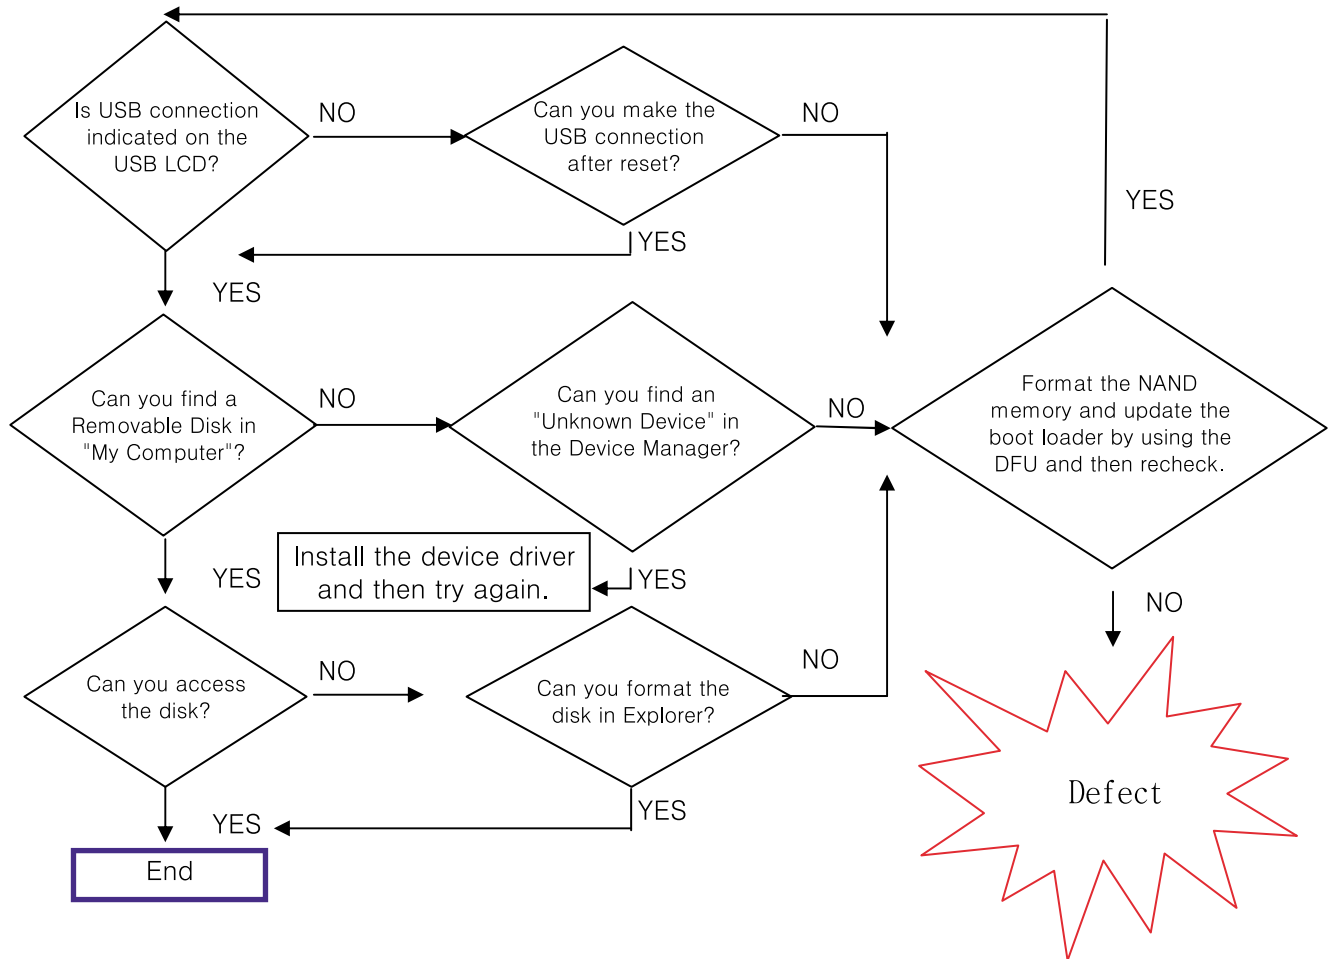 Is USB connection
indicated on the
USB LCD?
NO
Can you make the
USB connection
after reset?
NO
YES
YES
YES
Can you find a
Removable Disk in
"My Computer"?
NO
Can you find an
"Unknown Device" in
the Device Manager?
NO
Format the NAND
memory and update the
boot loader by using the
DFU and then recheck.
YES
Install the device driver
and then try again.
YES
NO
Can you access
the disk?
NO
Can you format the
disk in Explorer?
NO
YES
YES
Defect
End